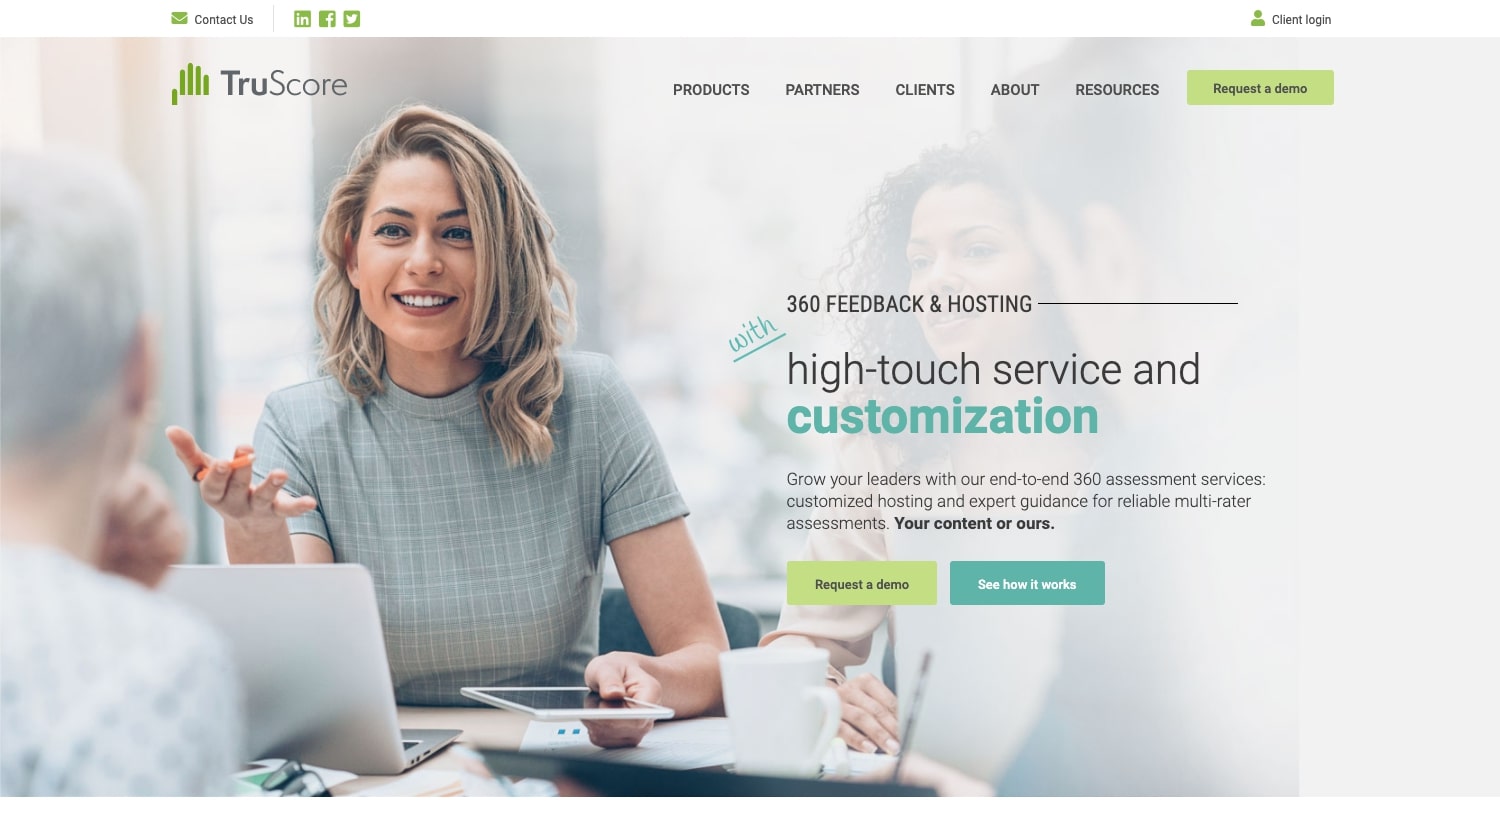 Contact Us
Client login
TruScore
PRODUCTS PARTNERS CLIENTS ABOUT RESOURCES Request a demo
360 FEEDBACK & HOSTING
with
high-touch service and
customization
Grow your leaders with our end-to-end 360 assessment services:
customized hosting and expert guidance for reliable multi-rater
assessments. Your content or ours.
Request a demo See how it works